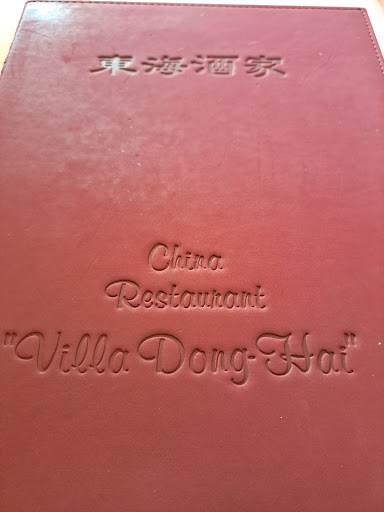 東海酒家
China
Restaurant
"Villa Dong-Hai"